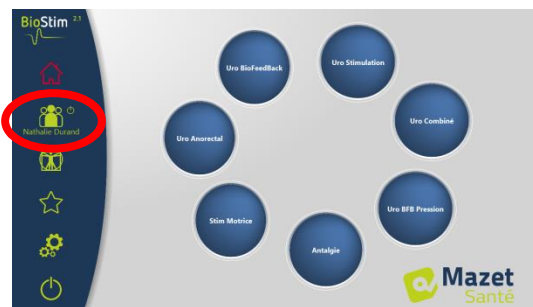 BioStim 2.1
Nathalie Durand
Uro BioFeedBack
Uro Stimulation
Uro Anorectal
Uro Combiné
Stim Motrice
Uro BFB Pression
Antalgie
Mazet
Santé